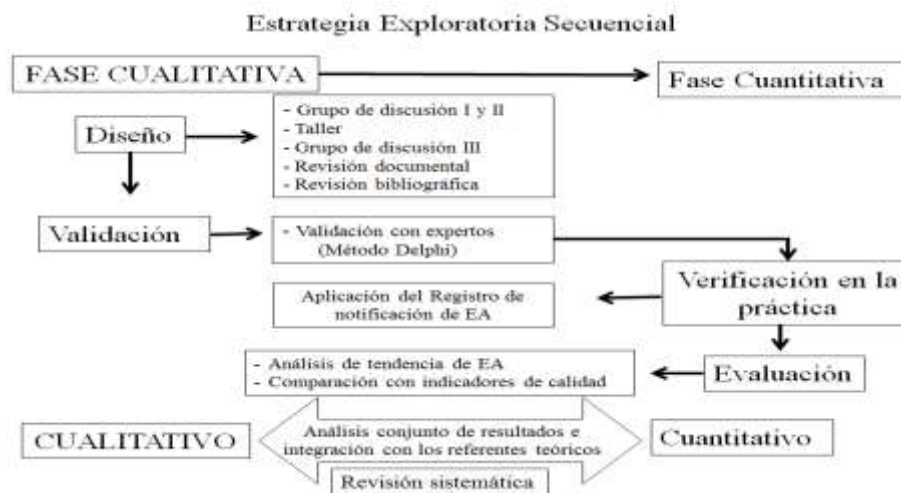 Estrategia Exploratoria Secuencial
FASE CUALITATIVA
Fase Cuantitativa
Diseño
- Grupo de discusión I y II
- Taller
- Grupo de discusión III
- Revisión documental
- Revisión bibliográfica
Validación
- Validación con expertos
(Método Delphi)
Verificación en la
práctica
Aplicación del Registro de
notificación de EA
- Análisis de tendencia de EA
- Comparación con indicadores de calidad
Evaluación
CUALITATIVO
Análisis conjunto de resultados e
integración con los referentes teóricos
Cuantitativo
Revisión sistemática